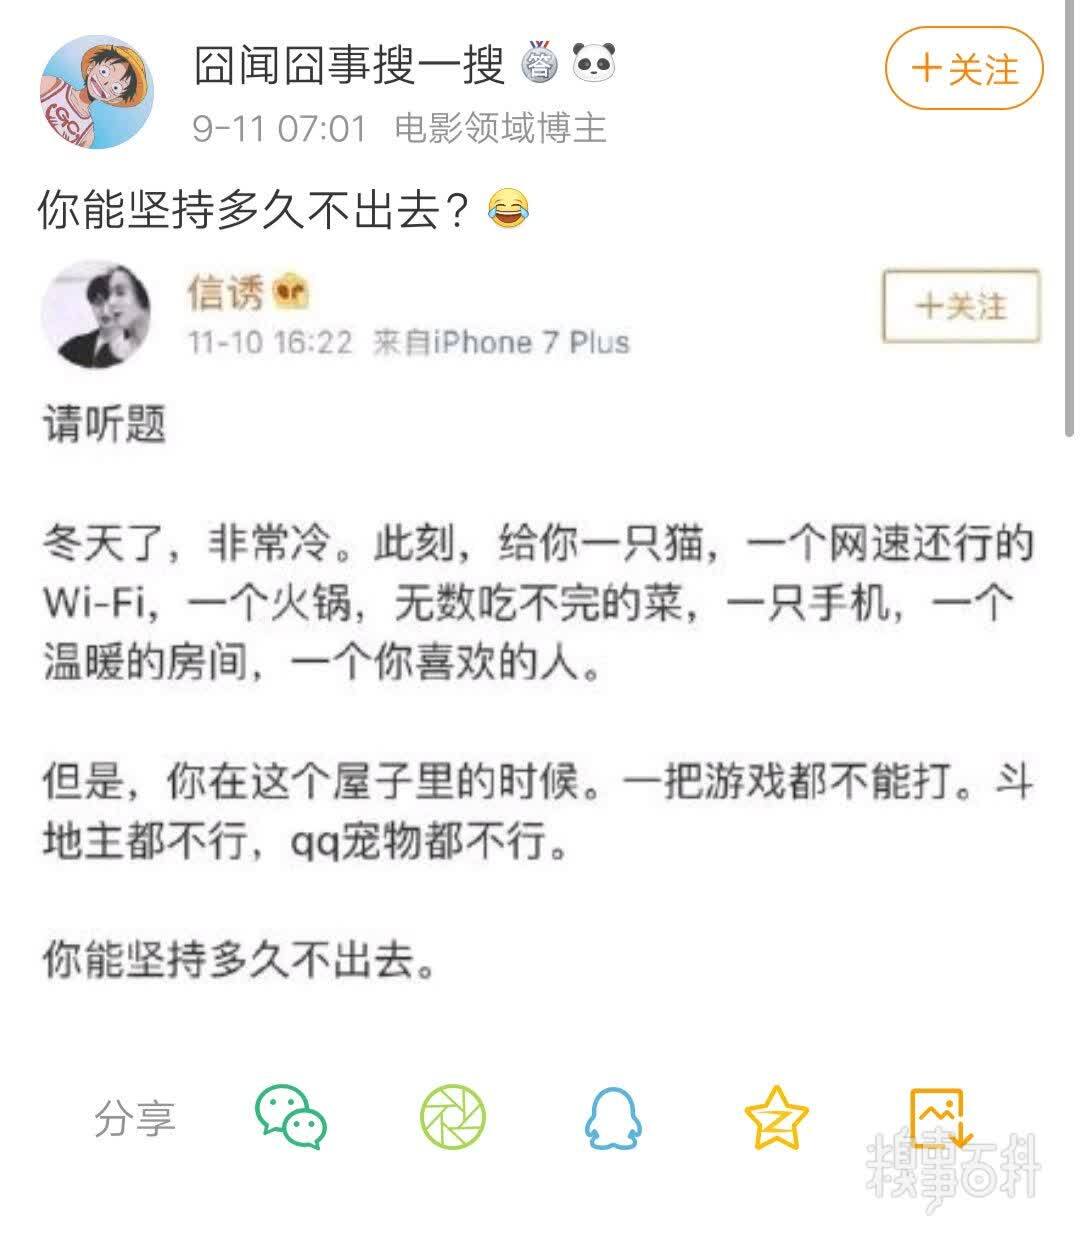 囧闻囧事搜一搜 答
9-11 07:01 电影领域博主
+关注
你能坚持多久不出去？
信诱
11-10 16:22 来自iPhone 7 Plus
+关注
请听题
冬天了，非常冷。此刻，给你一只猫，一个网速还行的
Wi-Fi，一个火锅，无数吃不完的菜，一只手机，一个
温暖的房间，一个你喜欢的人。
但是，你在这个屋子里的时候。一把游戏都不能打。斗
地主都不行，qq宠物都不行。
你能坚持多久不出去。
分享
糗事百科